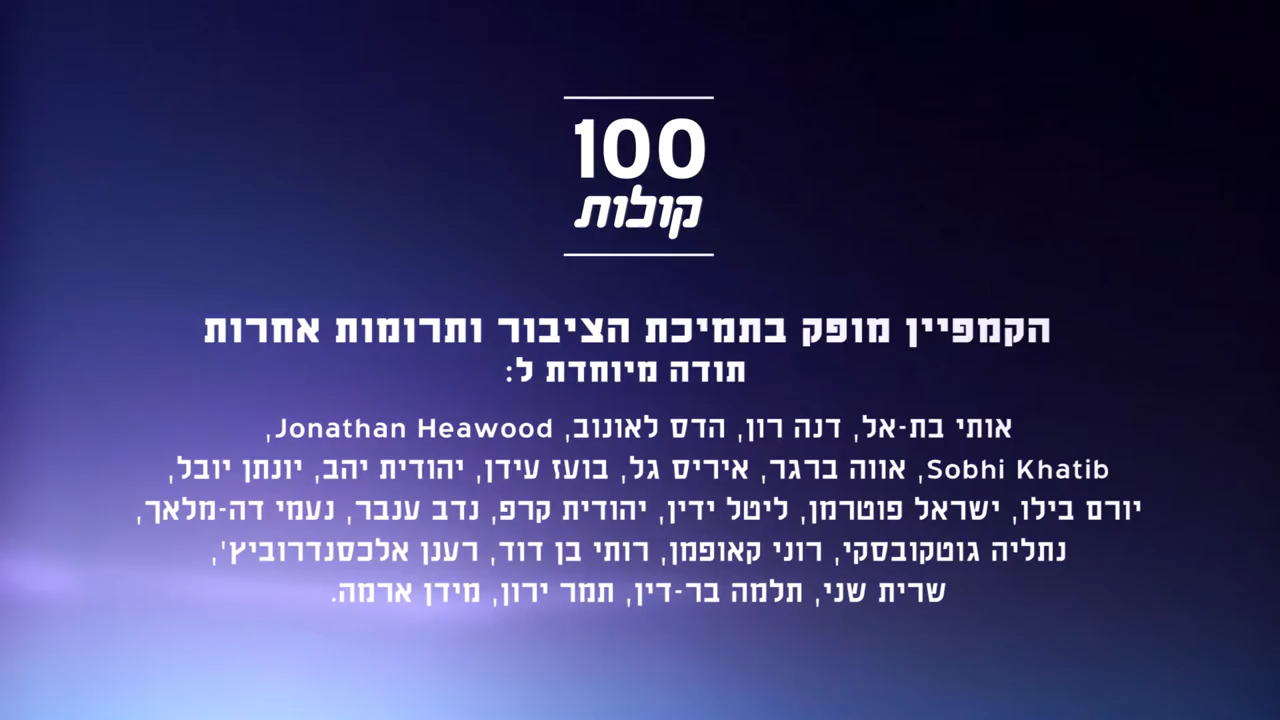 100
קולות
הקמפיין מופק בתמיכת הציבור ותרומות אחרות
תודה מיוחדת ל:
אותי בת-אל, דנה רון, הדס לאונוב, Jonathan Heawood,
Sobhi Khatib, אווה ברגר, איריס גל, בועז עידן, יהודית יהב, יונתן יובל,
יורם בילו, ישראל פוטרמן, ליטל ידין, יהודית קרפ, נדב ענבר, נעמי דה-מלאך,
נתליה גוטקובסקי, רוני קאופמן, רותי בן דוד, רענן אלכסנדרוביץ',
שרית שני, תלמה בר-דין, תמר ירון, מידן ארמה.